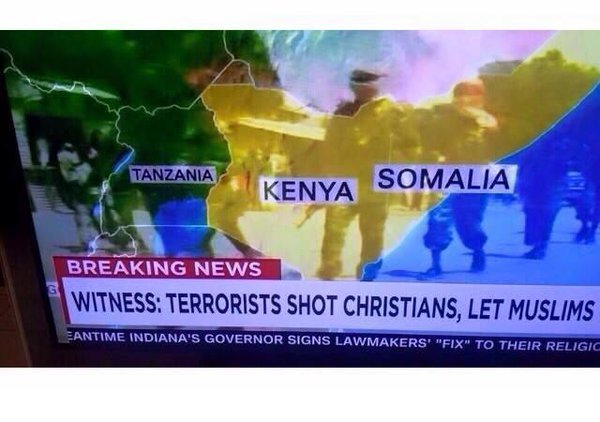 TANZANIA
KENYA
SOMALIA
BREAKING NEWS
WITNESS: TERRORISTS SHOT CHRISTIANS, LET MUSLIMS
EANTIME INDIANA'S GOVERNOR SIGNS LAWMAKERS' "FIX" TO THEIR RELIGIO